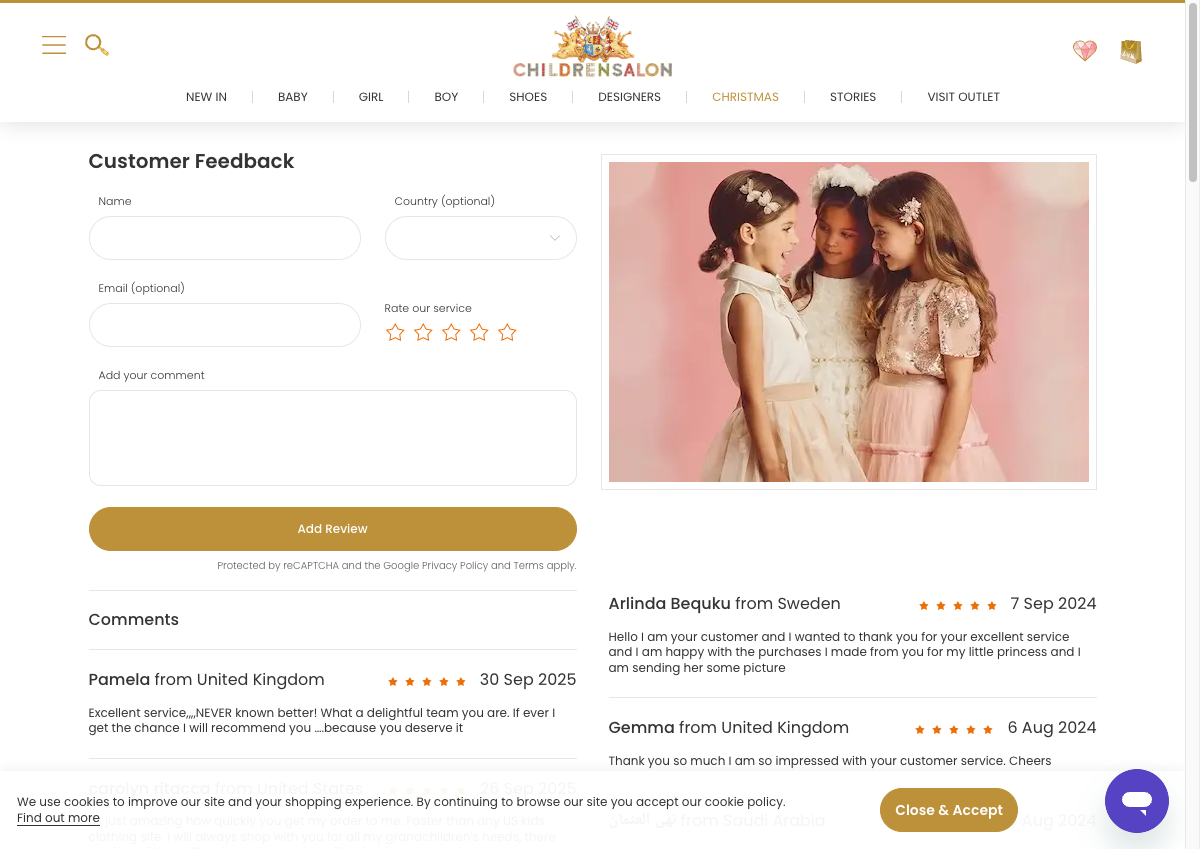 CHILDRENSALON
NEW IN
BABY
GIRL
BOY
SHOES
DESIGNERS
CHRISTMAS
STORIES
VISIT OUTLET
Customer Feedback
Name
Country (optional)
Email (optional)
Rate our service
Add your comment
Add Review
Protected by reCAPTCHA and the Google Privacy Policy and Terms apply.
Comments
Pamela from United Kingdom 30 Sep 2025
Excellent service,,,,NEVER known better! What a delightful team you are. If ever I
get the chance I will recommend you ....because you deserve it
carolyn ritacca from United States 26 Sep 2025
just amazing how quickly you get my order to me. Faster than any US kids
clothing site. I will always shop with you for all my grandchildren's needs, there
Arlinda Bequku from Sweden 7 Sep 2024
Hello I am your customer and I wanted to thank you for your excellent service
and I am happy with the purchases I made from you for my little princess and I
am sending her some picture
Gemma from United Kingdom 6 Aug 2024
Thank you so much I am so impressed with your customer service. Cheers
from Saudi Arabia Aug 2024
We use cookies to improve our site and your shopping experience. By continuing to browse our site you accept our cookie policy.
Find out more
Close & Accept